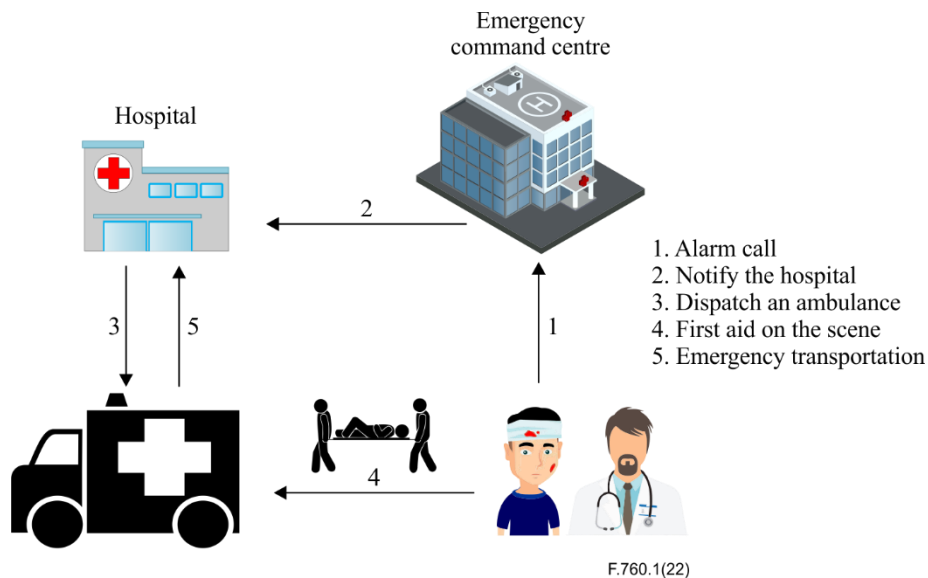 Emergency
command centre
Hospital
2
1. Alarm call
2. Notify the hospital
3. Dispatch an ambulance
4. First aid on the scene
5. Emergency transportation
3
5
1
4
F.760.1(22)